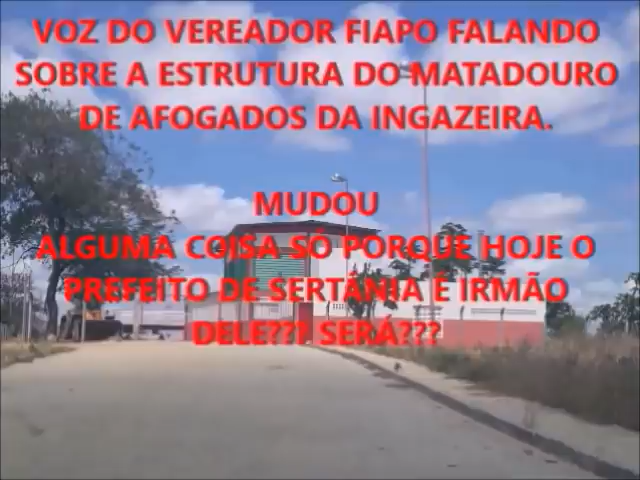 VOZ DO VEREADOR FIAPO FALANDO
SOBRE A ESTRUTURA DO MATADOURO
DE AFOGADOS DA INGAZEIRA.
MUDOU
ALGUMA COISA SÓ PORQUE HOJE O
PREFEITO DE SERTÂNIA É IRMÃO
DELE??? SERÁ???